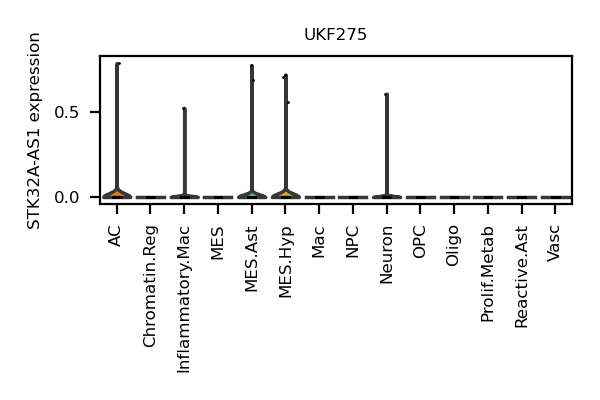 UKF275
STK32A-AS1 expression
0.5
0.0
AC
Chromatin.Reg
Inflammatory.Mac
MES
MES.Ast
MES.Hyp
Mac
NPC
Neuron
OPC
Oligo
Prolif.Metab
Reactive.Ast
Vasc